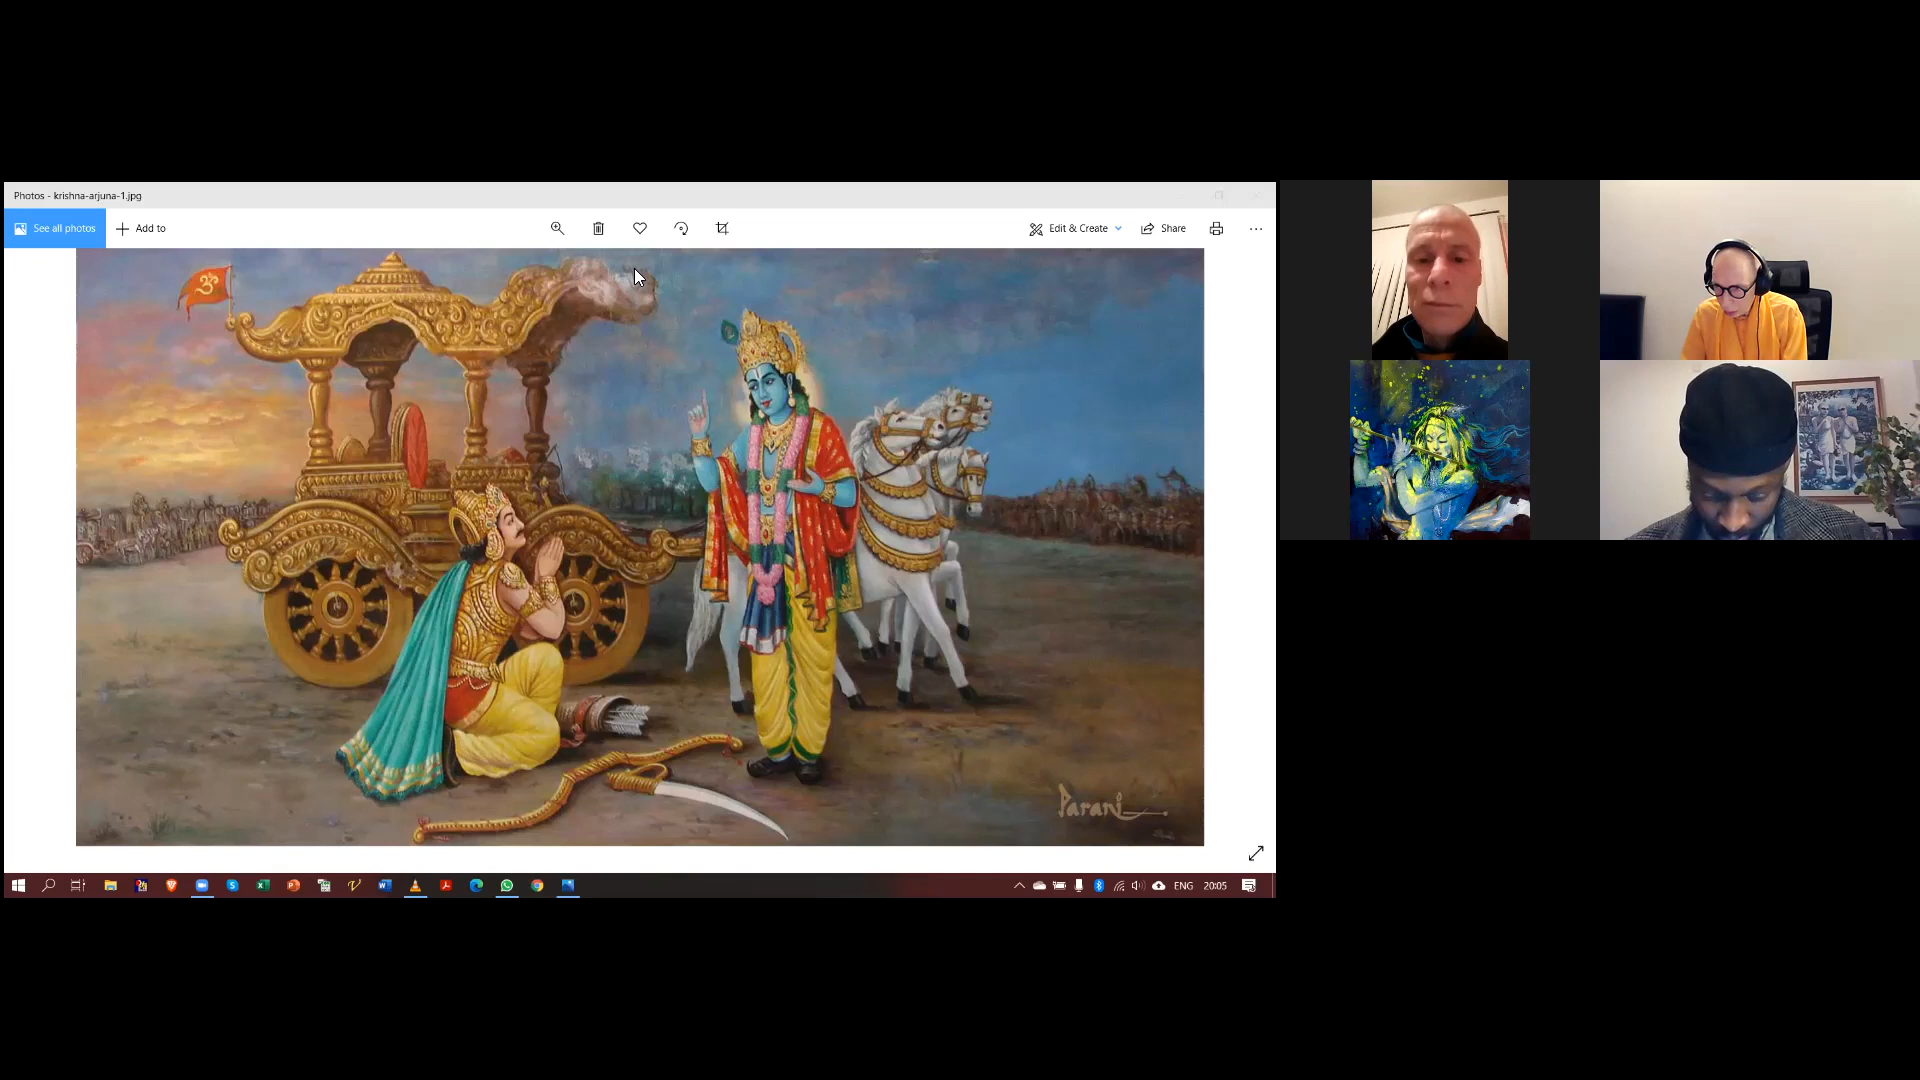 Photos - krishna-arjuna-1.jpg
See all photos
Add to
Edit & Create
Share
ॐ
Parani
ENG
20:05